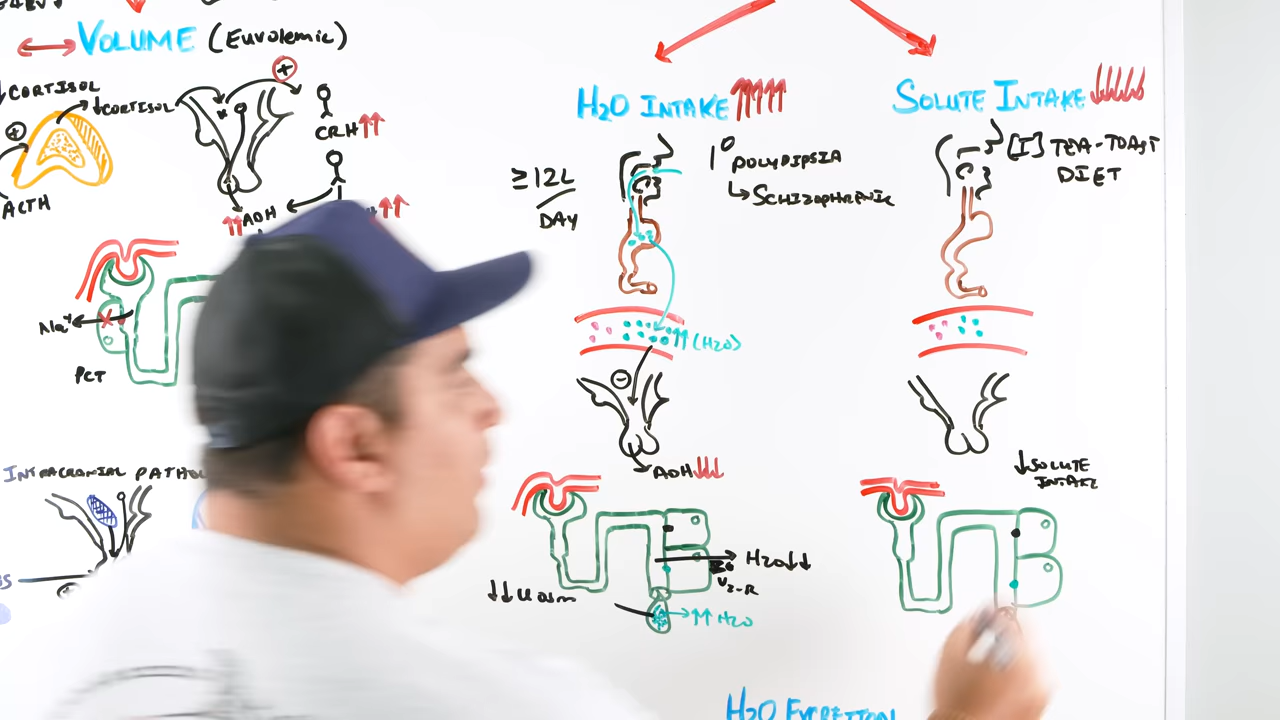 VOLUME (Euvolemic)
↓CORTISOL
↓CORTISOL
+
+
CRH↑↑
ACTH
↑↑ADH
↑↑
Na+
X
PCT
INTRACRANIAL
H2O INTAKE↑↑↑↑
≥12L
DAY
1° POLYDIPSIA
↳SCHIZOPHRENIC
↑↑(H2O)
-
ADH↓↓↓
H2O↓↓
V2-R
↓↓Uosm
↑↑H2O
SOLUTE INTAKE↓↓↓↓↓
[I] TEA-TOAST
DIET
↓SOLUTE
INTAKE
H2O EXCRETION